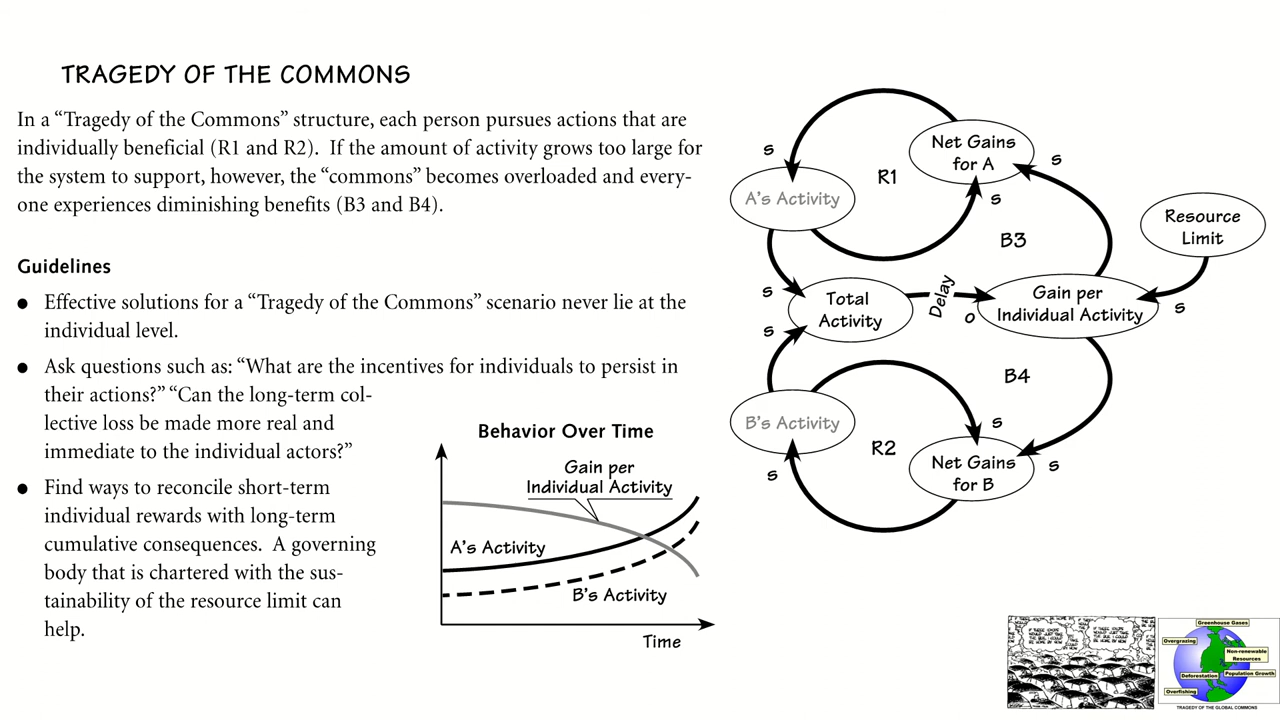 TRAGEDY OF THE COMMONS
In a “Tragedy of the Commons” structure, each person pursues actions that are
individually beneficial (R1 and R2). If the amount of activity grows too large for
the system to support, however, the “commons” becomes overloaded and every-
one experiences diminishing benefits (B3 and B4).
Guidelines
● Effective solutions for a “Tragedy of the Commons” scenario never lie at the
individual level.
● Ask questions such as: “What are the incentives for individuals to persist in
their actions?” “Can the long-term col-
lective loss be made more real and
immediate to the individual actors?”
● Find ways to reconcile short-term
individual rewards with long-term
cumulative consequences. A governing
body that is chartered with the sus-
tainability of the resource limit can
help.
Behavior Over Time
Gain per
Individual Activity
A's Activity
B's Activity
Time
Net Gains
for A
s
s
R1
s
A's Activity
B3
Resource
Limit
s
Total
Activity
Delay
o
Gain per
Individual Activity
s
s
B4
B's Activity
s
R2
Net Gains
for B
s
s
Greenhouse Gases
Overgrazing
Non-renewable
Resources
Deforestation
Population Growth
Overfishing
TRAGEDY OF THE GLOBAL COMMONS